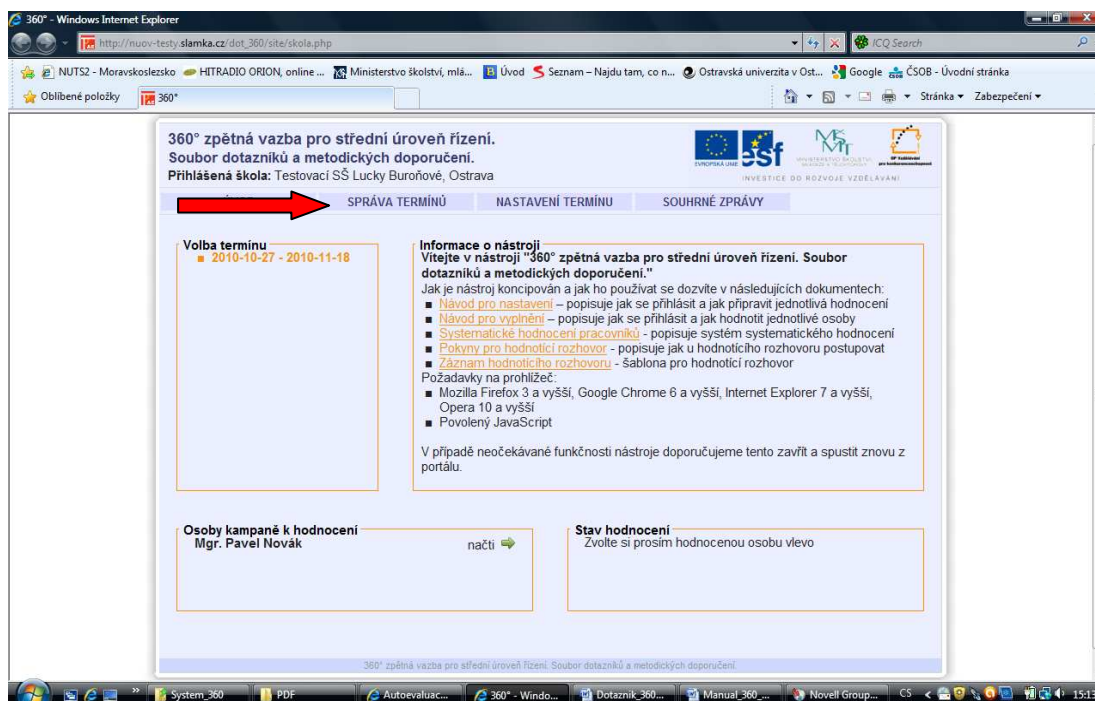 360° - Windows Internet Explorer
http://nuov-testy.slamka.cz/dot_360/site/skola.php
ICQ Search
NUTS2 - Moravskoslezsko
HITRADIO ORION, online ...
Ministerstvo školství, mlá...
Úvod
Seznam – Najdu tam, co n...
Ostravská univerzita v Ost...
Google
ČSOB - Úvodní stránka
Oblíbené položky
360°
Stránka
Zabezpečení
360° zpětná vazba pro střední úroveň řízení.
Soubor dotazníků a metodických doporučení.
Přihlášená škola: Testovací SŠ Lucky Buroňové, Ostrava
EVROPSKÁ UNIE
esf
MŠMT
INVESTICE DO ROZVOJE VZDĚLÁVÁNÍ
SPRÁVA TERMÍNŮ
NASTAVENÍ TERMÍNU
SOUHRNÉ ZPRÁVY
Volba termínu
2010-10-27 - 2010-11-18
Informace o nástroji
Vítejte v nástroji "360° zpětná vazba pro střední úroveň řízení. Soubor
dotazníků a metodických doporučení."
Jak je nástroj koncipován a jak ho používat se dozvíte v následujících dokumentech:
Návod pro nastavení – popisuje jak se přihlásit a jak připravit jednotlivá hodnocení
Návod pro vyplnění – popisuje jak se přihlásit a jak hodnotit jednotlivé osoby
Systematické hodnocení pracovníků - popisuje systém systematického hodnocení
Pokyny pro hodnotící rozhovor - popisuje jak u hodnotícího rozhovoru postupovat
Záznam hodnotícího rozhovoru - šablona pro hodnotící rozhovor
Požadavky na prohlížeč:
Mozilla Firefox 3 a vyšší, Google Chrome 6 a vyšší, Internet Explorer 7 a vyšší,
Opera 10 a vyšší
Povolený JavaScript
V případě neočekávané funkčnosti nástroje doporučujeme tento zavřít a spustit znovu z
portálu.
Osoby kampaně k hodnocení
Mgr. Pavel Novák
načti
Stav hodnocení
Zvolte si prosím hodnocenou osobu vlevo
360° zpětná vazba pro střední úroveň řízení. Soubor dotazníků a metodických doporučení.
System_360
PDF
Autoevaluac...
360° - Windo...
Dotaznik_360...
Manual_360_...
Novell Group...
CS
15:13